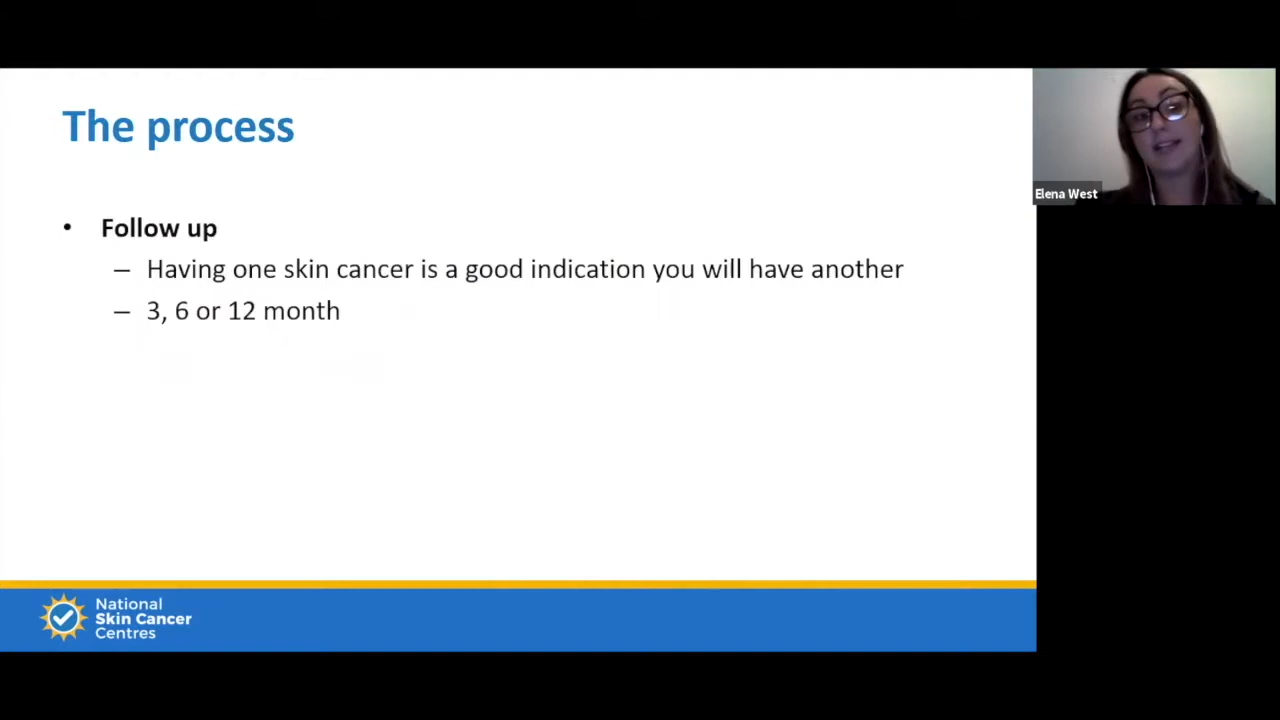 The process
Elena West
• Follow up
– Having one skin cancer is a good indication you will have another
– 3, 6 or 12 month
National
Skin Cancer
Centres